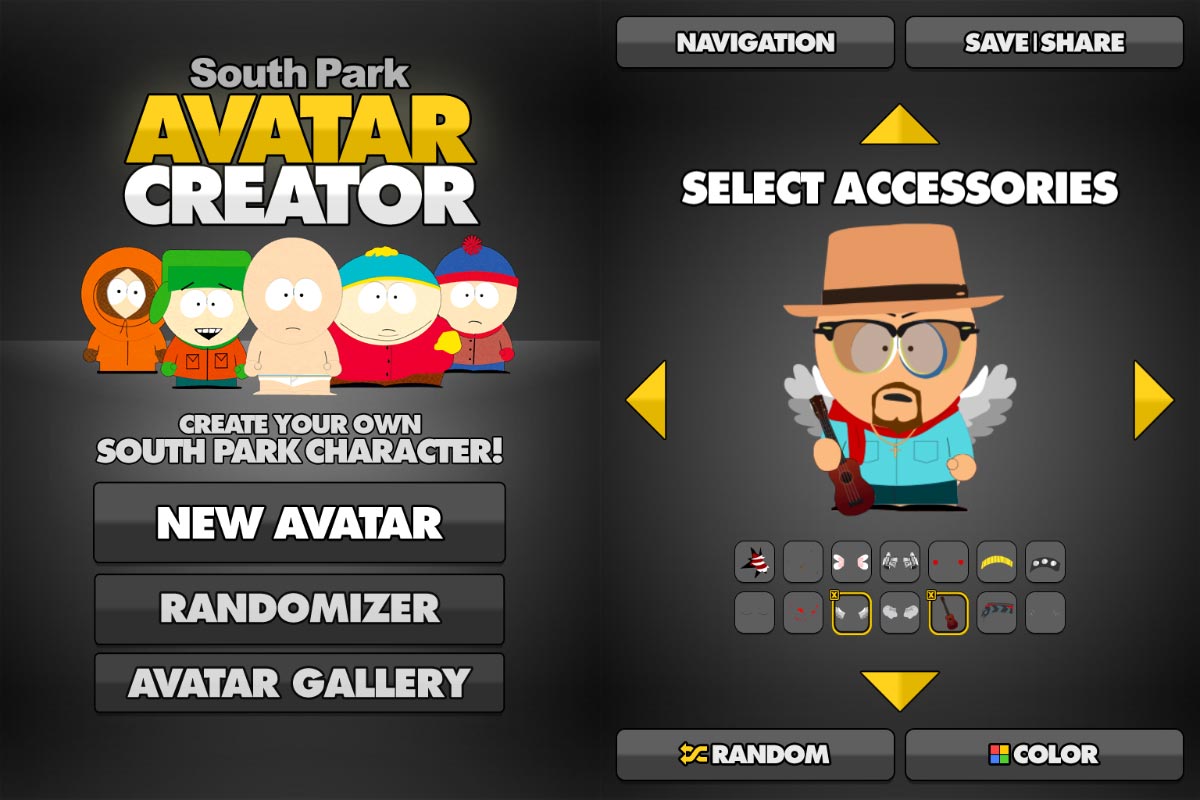 South Park
AVATAR
CREATOR
CREATE YOUR OWN
SOUTH PARK CHARACTER!
NEW AVATAR
RANDOMIZER
AVATAR GALLERY
NAVIGATION
SAVE|SHARE
SELECT ACCESSORIES
X
X
RANDOM
COLOR